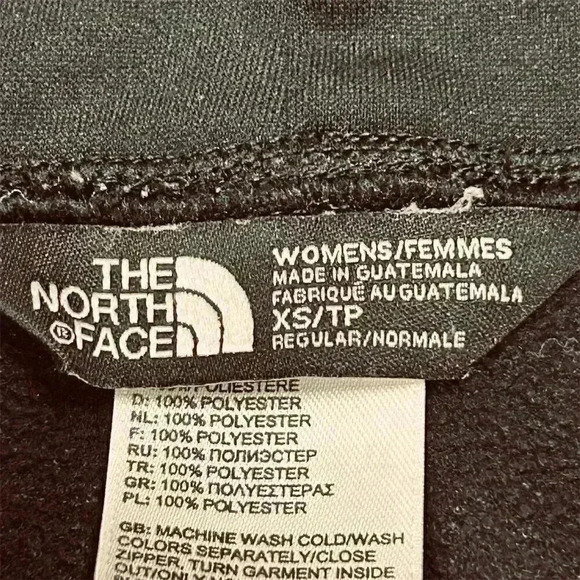 THE
NORTH
® FACE
WOMENS/FEMMES
MADE IN GUATEMALA
FABRIQUÉ AU GUATEMALA
XS/TP
REGULAR/NORMALE
D: 100% POLYESTER
NL: 100% POLYESTER
F: 100% POLYESTER
RU: 100% ПОЛИЭСТЕР
TR: 100% POLYESTER
GR: 100% ΠΟΛΥΕΣΤΕΡΑΣ
PL: 100% POLYESTER
GB: MACHINE WASH COLD/WASH
COLORS SEPARATELY/CLOSE
ZIPPER, TURN GARMENT INSIDE
OUT/ONLY